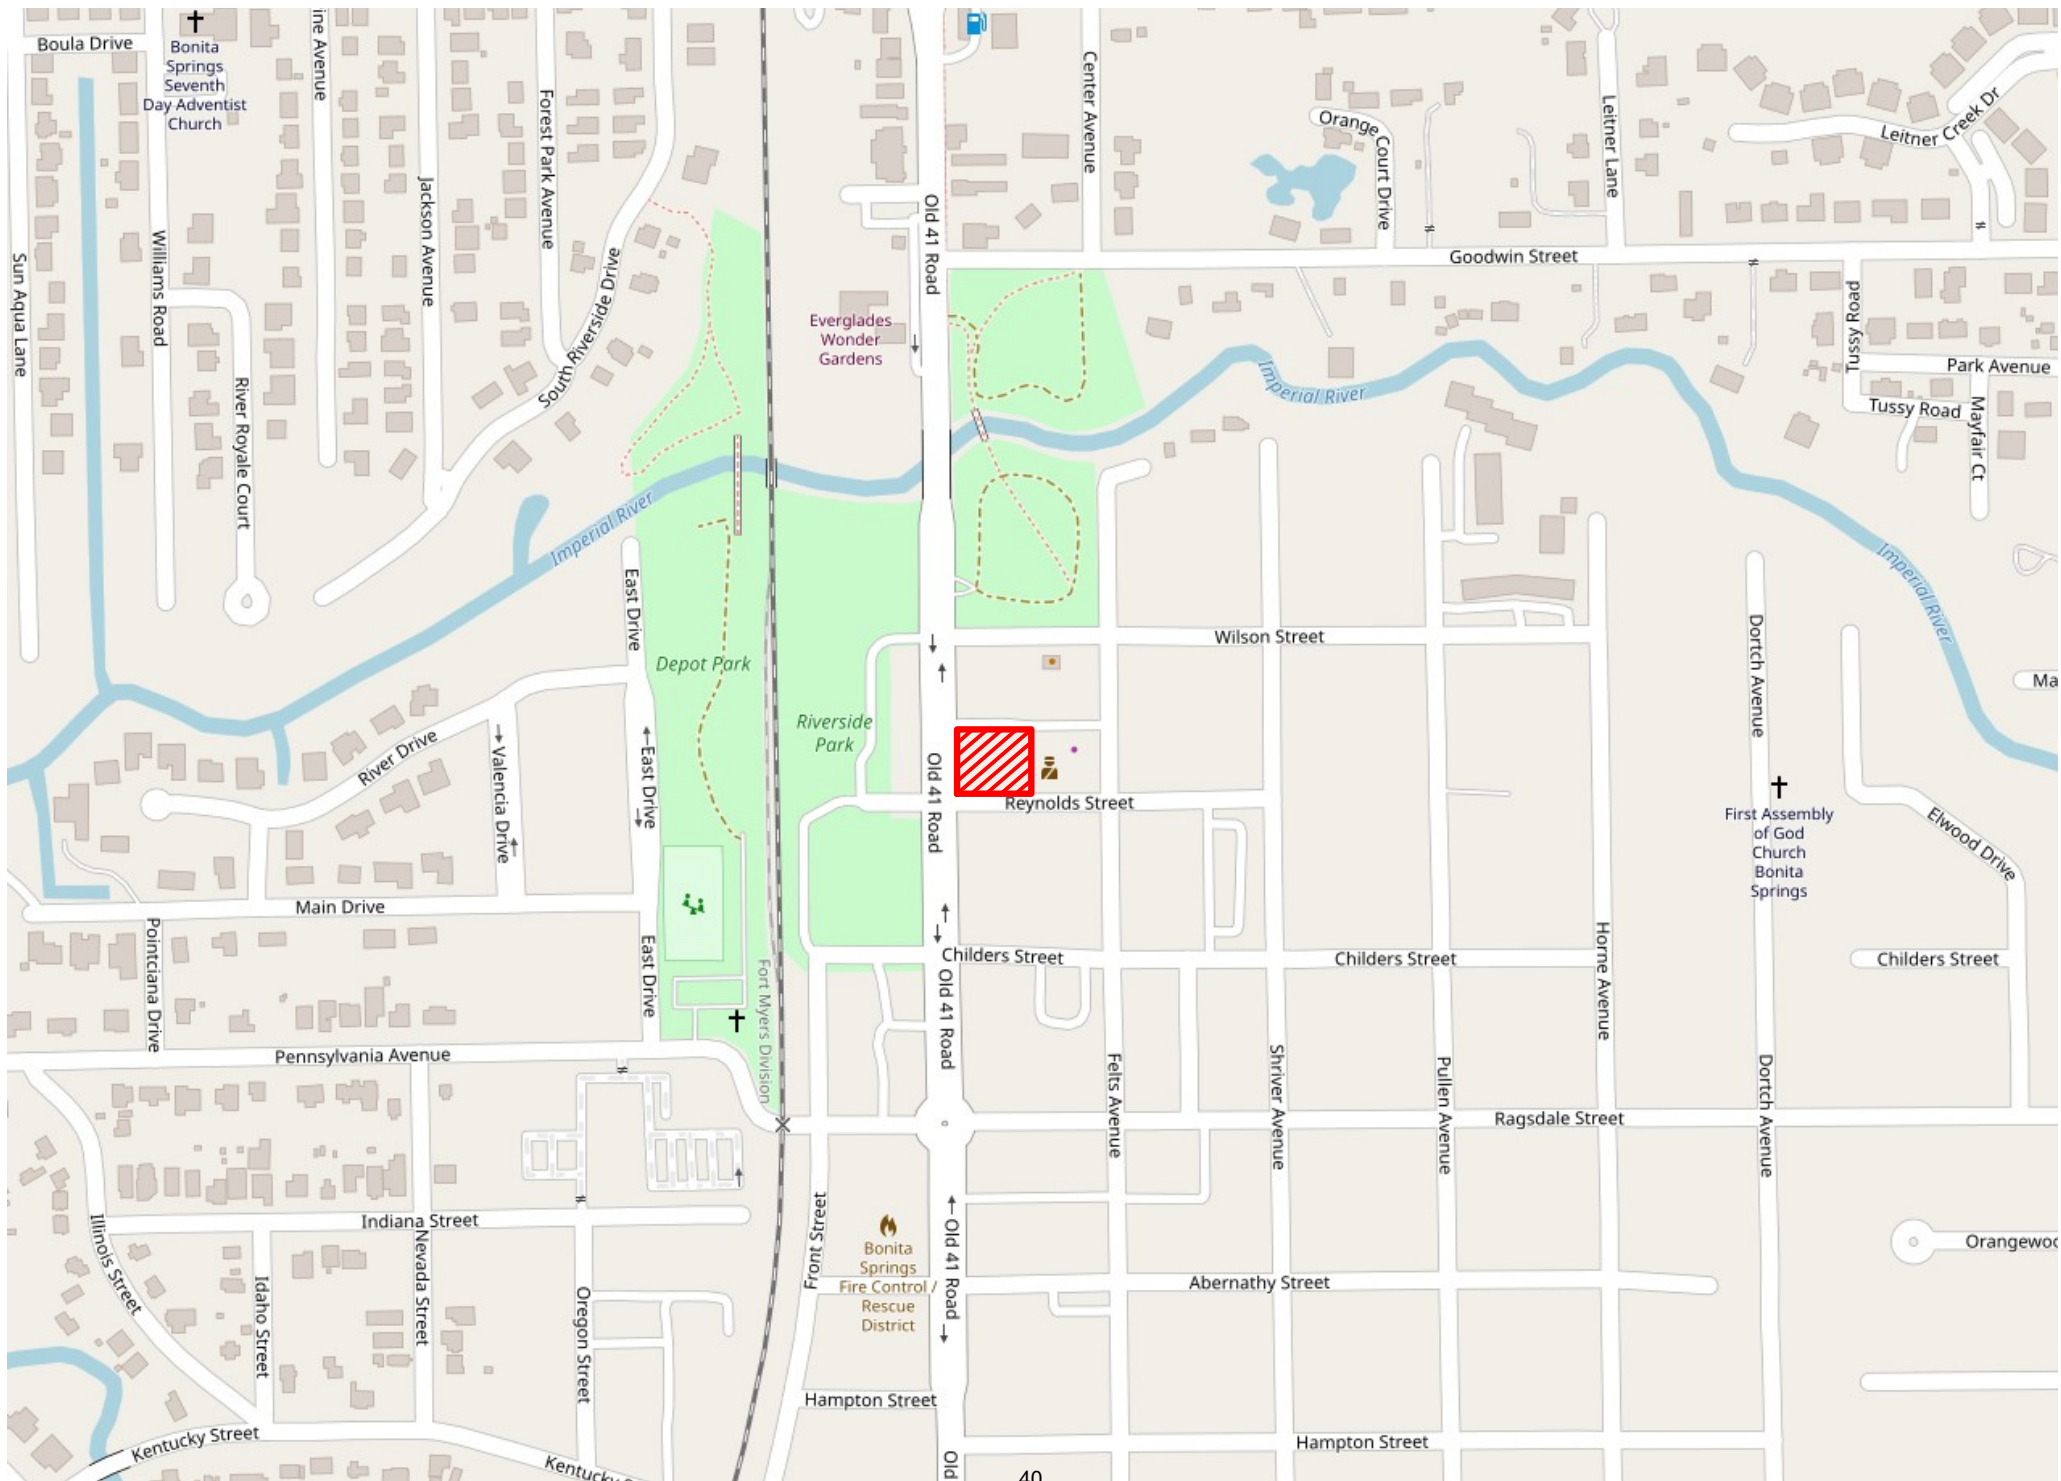 Boula Drive
Bonita
Springs
Seventh
Day Adventist
Church
Forest Park Avenue
Center Avenue
Orange Court Drive
Leitner Lane
Leitner Creek Dr
Sun Aqua Lane
Williams Road
Jackson Avenue
South Riverside Drive
Old 41 Road
Goodwin Street
River Royale Court
Everglades
Wonder
Gardens
Imperial River
Tussy Road
Park Avenue
Tussy Road
Mayfair Ct
Imperial River
Imperial River
East Drive
Depot Park
Wilson Street
Dortch Avenue
Riverside
Park
River Drive
Valencia Drive
East Drive
Old 41 Road
Reynolds Street
First Assembly
of God
Church
Bonita
Springs
Elwood Drive
Main Drive
Pointciana Drive
East Drive
Fort Myers Division
Childers Street
Childers Street
Horne Avenue
Childers Street
Old 41 Road
Pennsylvania Avenue
Felts Avenue
Shriver Avenue
Pullen Avenue
Dortch Avenue
Ragsdale Street
Illinois Street
Indiana Street
Idaho Street
Nevada Street
Oregon Street
Front Street
Bonita
Springs
Fire Control /
Rescue
District
Old 41 Road
Abernathy Street
Hampton Street
Hampton Street
Kentucky Street
Old
40